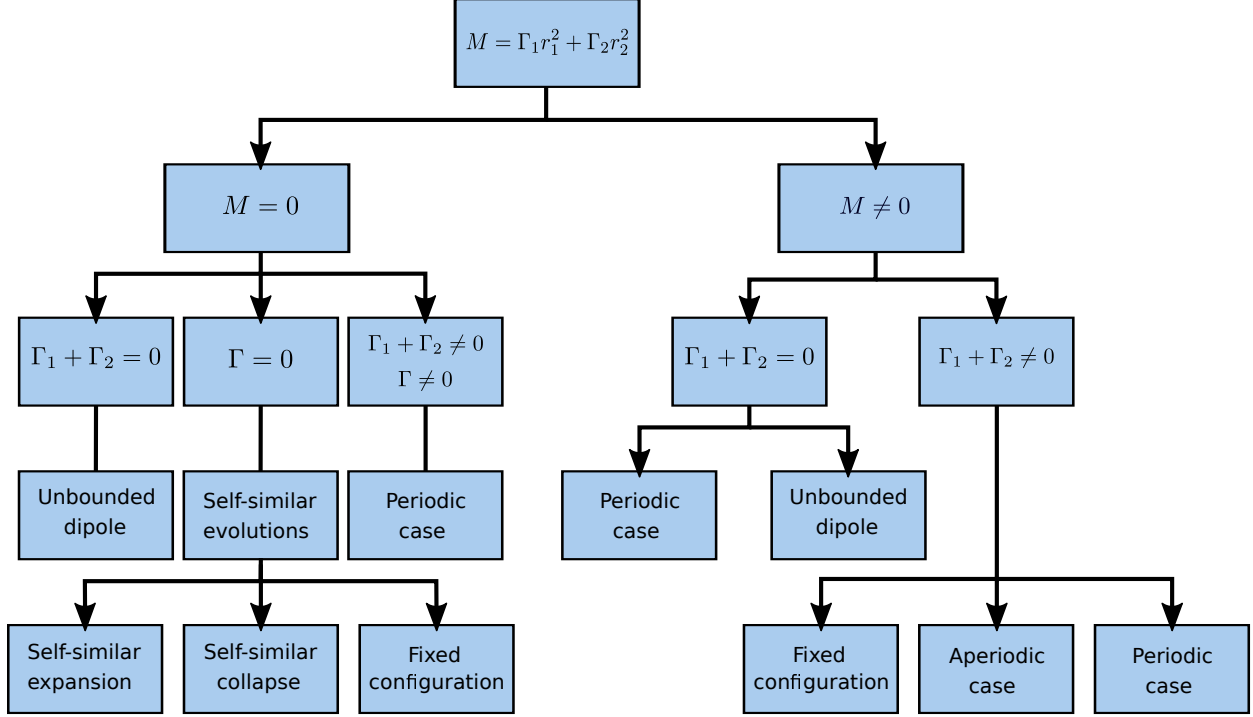 M = Γ₁r₁² + Γ₂r₂²
M = 0
M ≠ 0
Γ₁ + Γ₂ = 0
Γ = 0
Γ₁ + Γ₂ ≠ 0
Γ ≠ 0
Γ₁ + Γ₂ = 0
Γ₁ + Γ₂ ≠ 0
Unbounded
dipole
Self-similar
evolutions
Periodic
case
Periodic
case
Unbounded
dipole
Self-similar
expansion
Self-similar
collapse
Fixed
configuration
Fixed
configuration
Aperiodic
case
Periodic
case